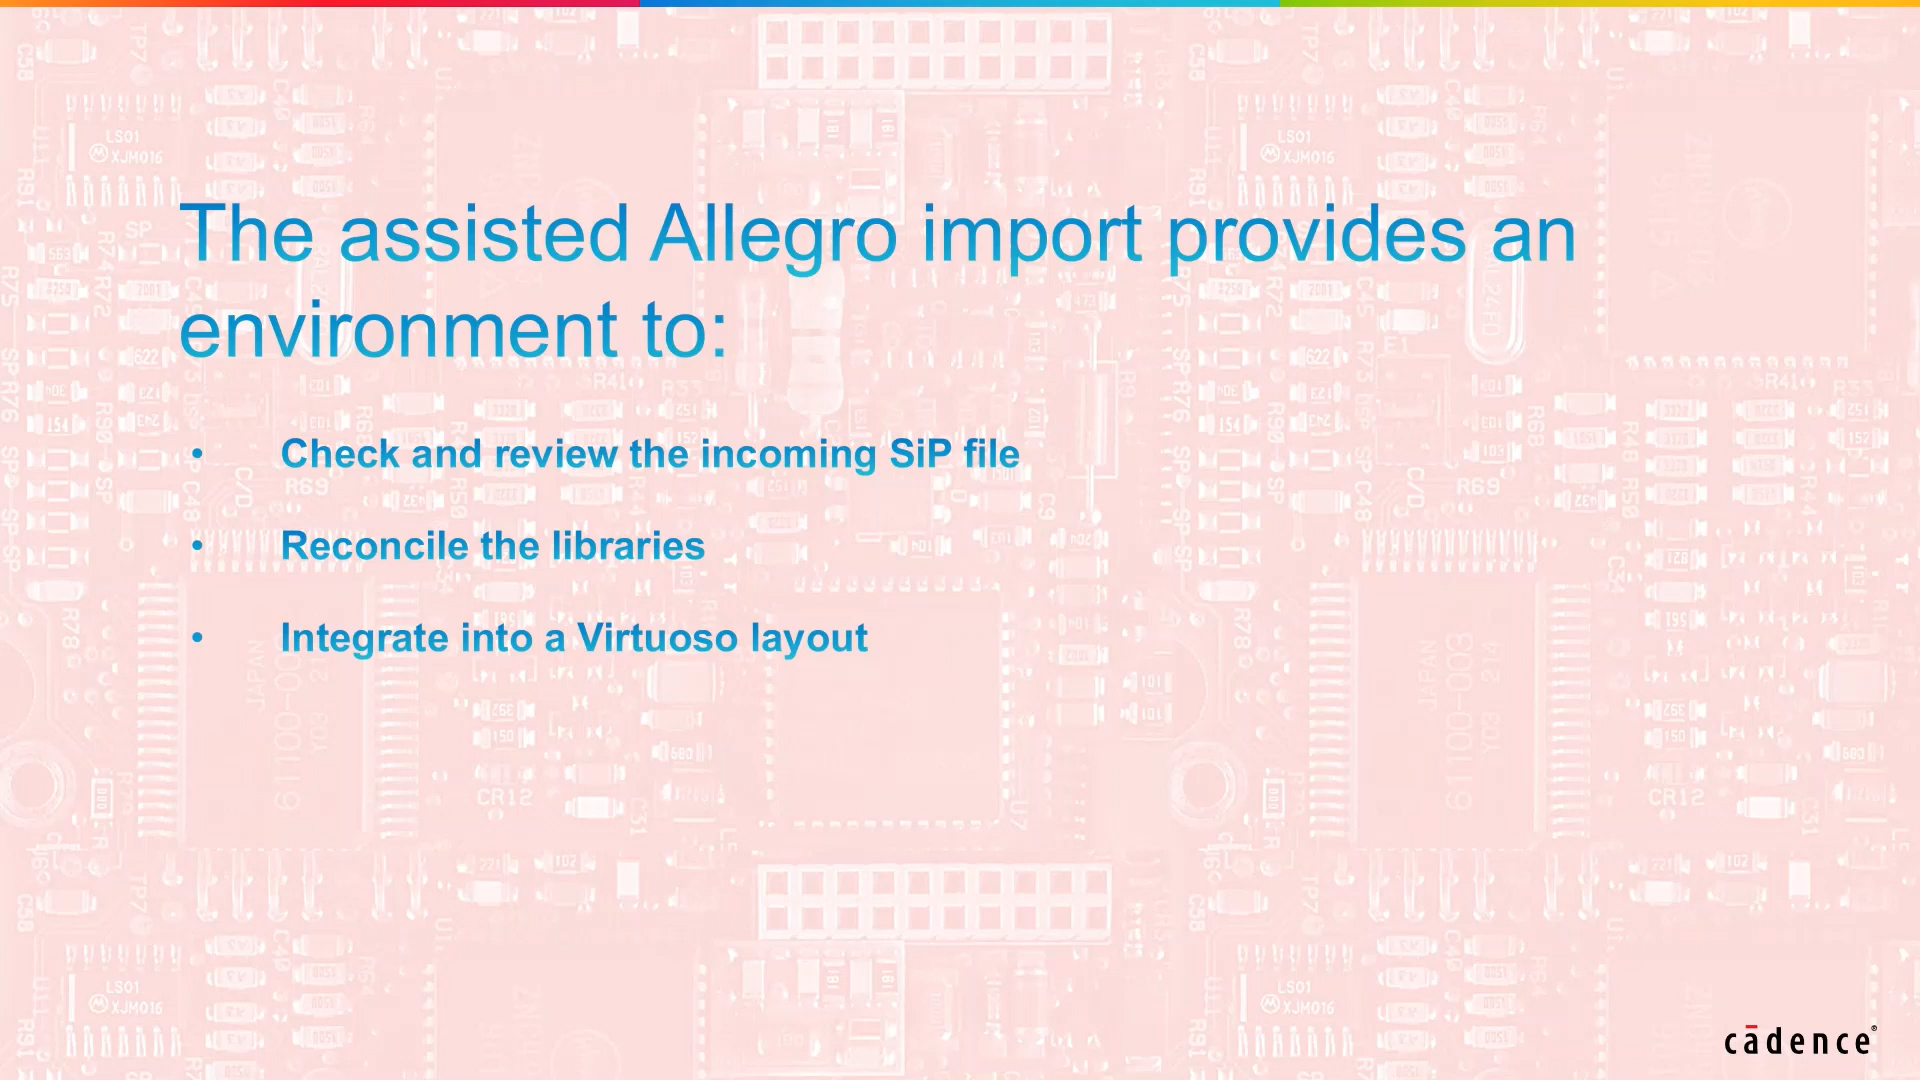 The assisted Allegro import provides an
environment to:
• Check and review the incoming SiP file
• Reconcile the libraries
• Integrate into a Virtuoso layout
cādence®